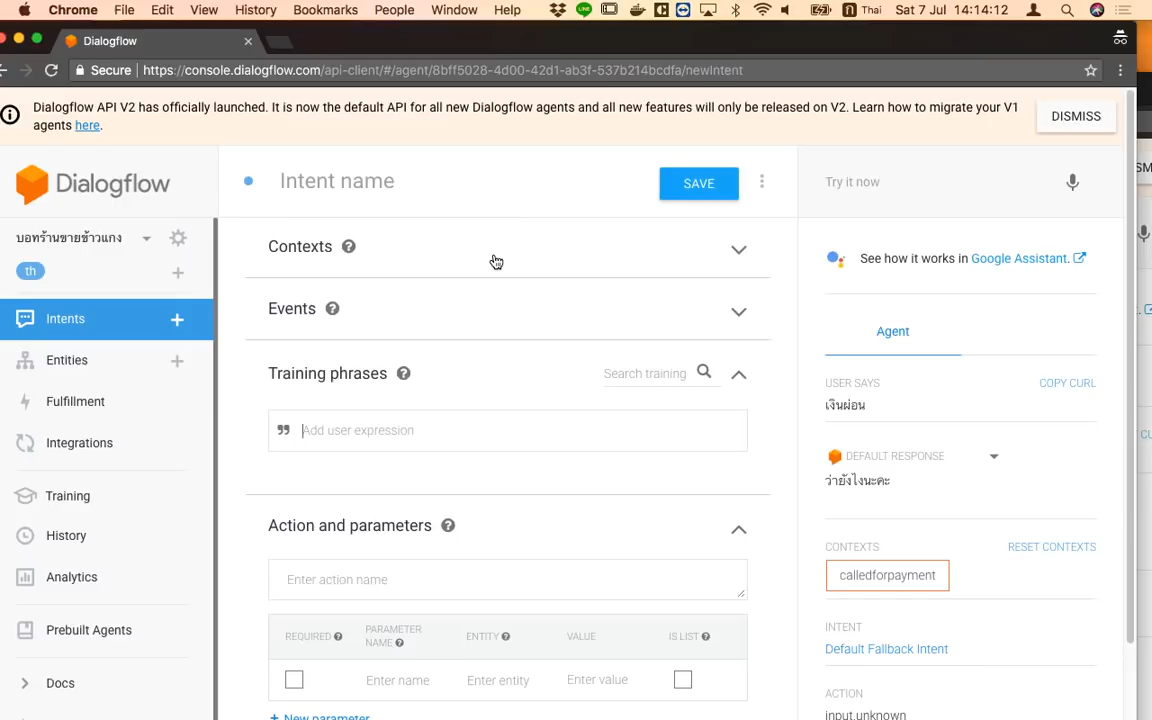 Chrome File Edit View History Bookmarks People Window Help Thai Sat 7 Jul 14:14:12
Dialogflow
Secure https://console.dialogflow.com/api-client/#/agent/8bff5028-4d00-42d1-ab3f-537b214bcdfa/newIntent
Dialogflow API V2 has officially launched. It is now the default API for all new Dialogflow agents and all new features will only be released on V2. Learn how to migrate your V1
agents here.
DISMISS
Dialogflow
Intent name
SAVE
Try it now
บอทร้านขายข้าวแกง
th
Intents
Entities
Fulfillment
Integrations
Training
History
Analytics
Prebuilt Agents
Docs
Contexts
Events
Training phrases
Search training
Add user expression
Action and parameters
Enter action name
REQUIRED PARAMETER NAME ENTITY VALUE IS LIST
Enter name Enter entity Enter value
+ New parameter
See how it works in Google Assistant.
Agent
USER SAYS COPY CURL
เงินผ่อน
DEFAULT RESPONSE
ว่ายังไงนะคะ
CONTEXTS RESET CONTEXTS
calledforpayment
INTENT
Default Fallback Intent
ACTION
input.unknown